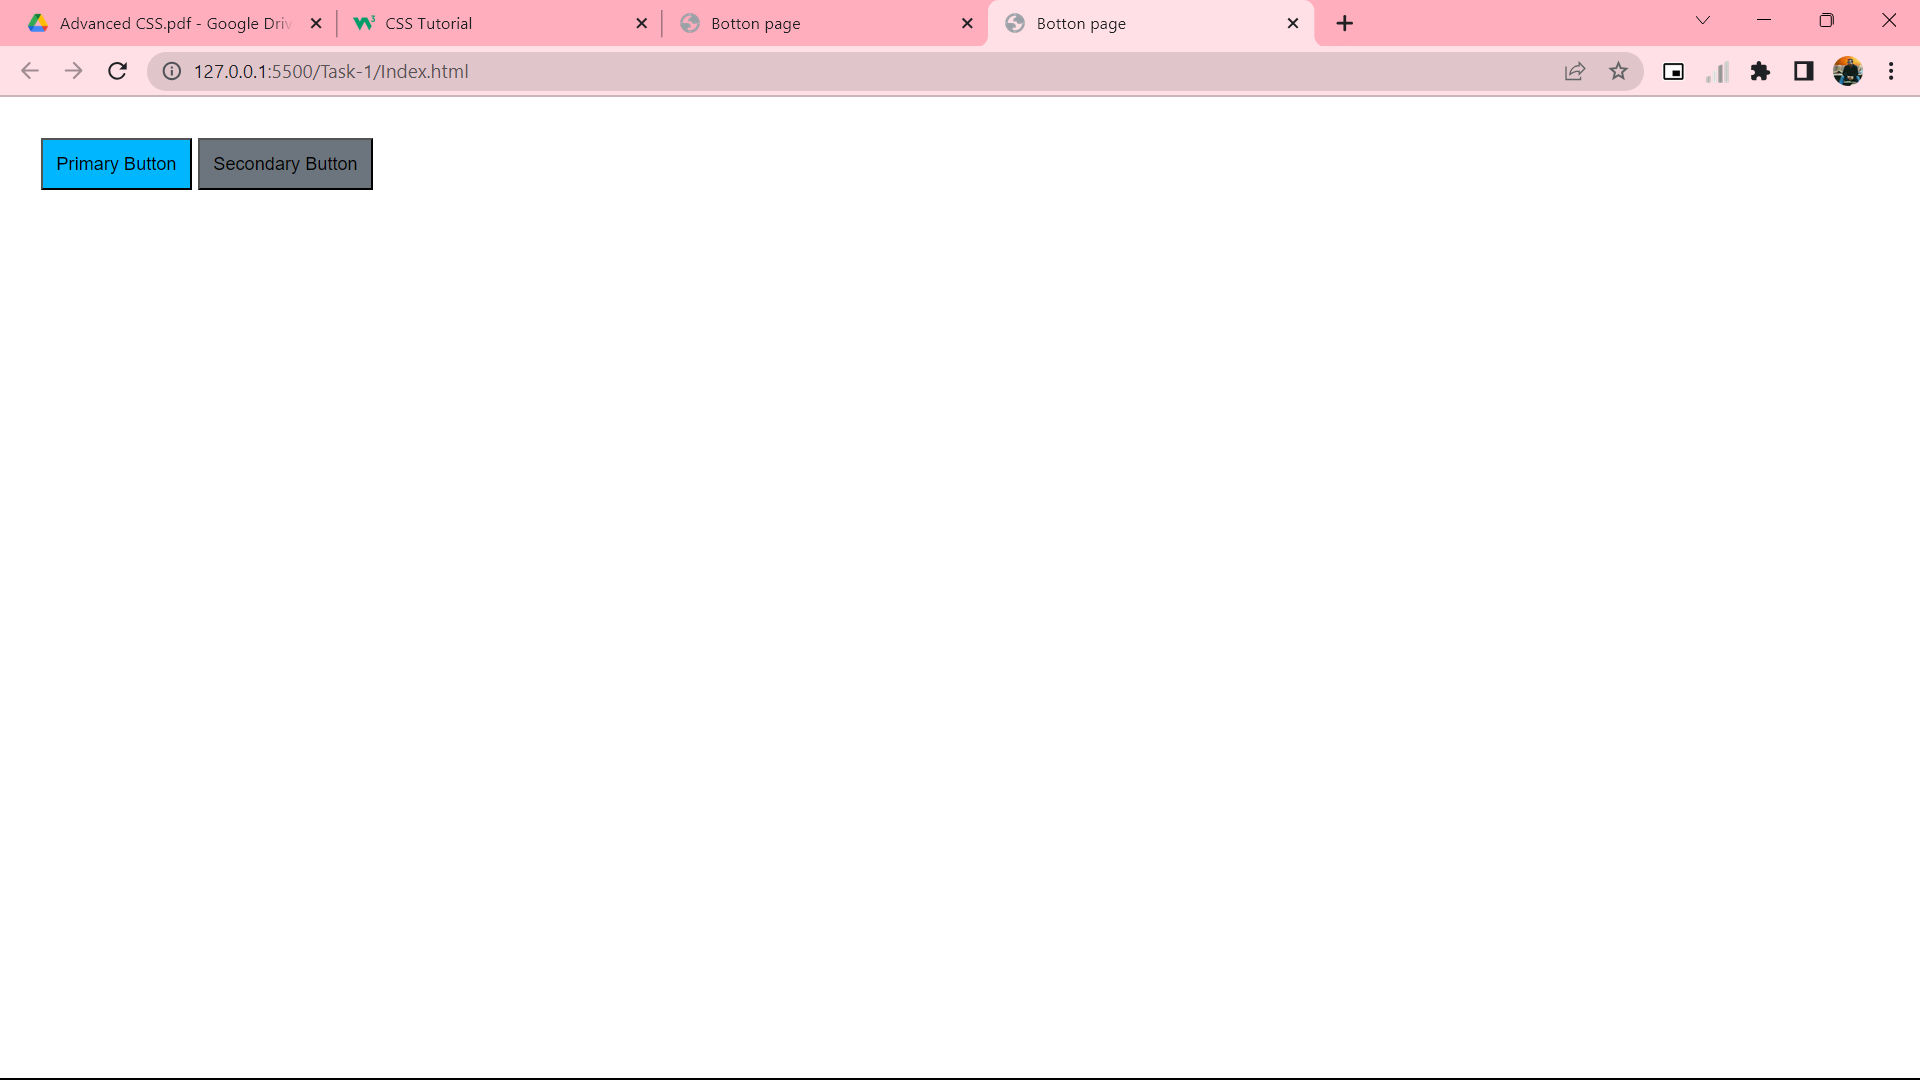 Advanced CSS.pdf - Google Driv
CSS Tutorial
Botton page
Botton page
127.0.0.1:5500/Task-1/Index.html
Primary Button
Secondary Button